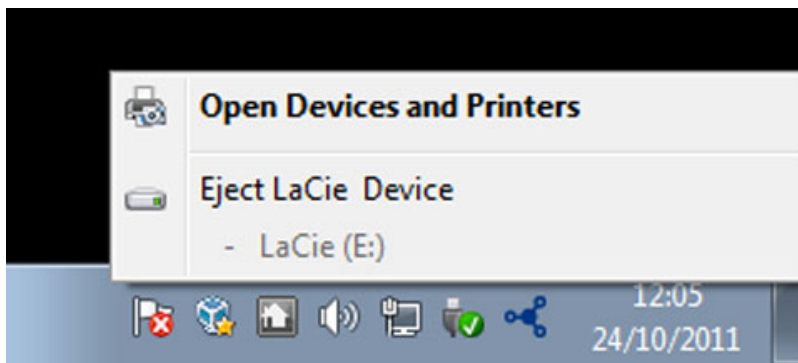 Open Devices and Printers
Eject LaCie Device
- LaCie (E:)
12:05
24/10/2011